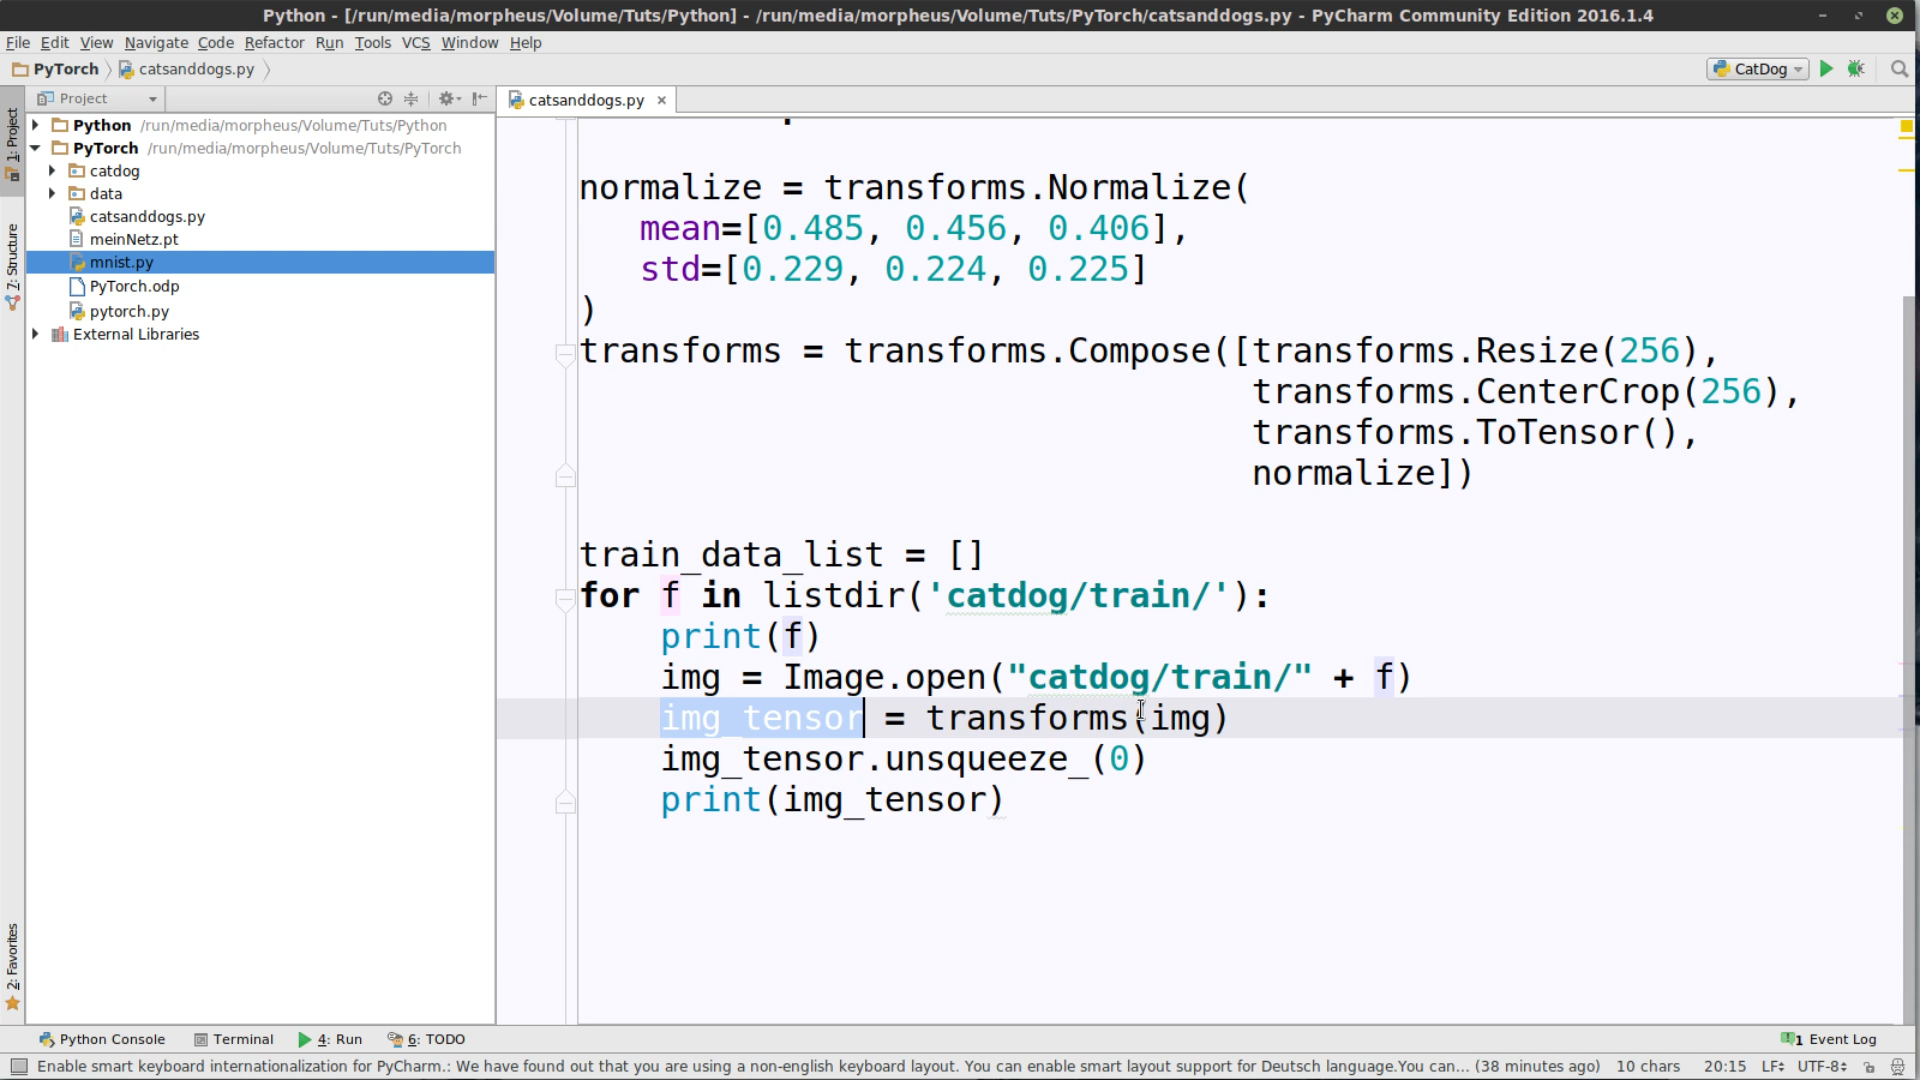 Python - [/run/media/morpheus/Volume/Tuts/Python] - /run/media/morpheus/Volume/Tuts/PyTorch/catsanddogs.py - PyCharm Community Edition 2016.1.4
File Edit View Navigate Code Refactor Run Tools VCS Window Help
PyTorch catsanddogs.py CatDog
Project catsanddogs.py
1: Project
7: Structure
2: Favorites
Python /run/media/morpheus/Volume/Tuts/Python
PyTorch /run/media/morpheus/Volume/Tuts/PyTorch
catdog
data
catsanddogs.py
meinNetz.pt
mnist.py
PyTorch.odp
pytorch.py
External Libraries
normalize = transforms.Normalize(
mean=[0.485, 0.456, 0.406],
std=[0.229, 0.224, 0.225]
)
transforms = transforms.Compose([transforms.Resize(256),
transforms.CenterCrop(256),
transforms.ToTensor(),
normalize])
train_data_list = []
for f in listdir('catdog/train/'):
print(f)
img = Image.open("catdog/train/" + f)
img_tensor = transforms(img)
img_tensor.unsqueeze_(0)
print(img_tensor)
Python Console Terminal 4: Run 6: TODO 1 Event Log
Enable smart keyboard internationalization for PyCharm.: We have found out that you are using a non-english keyboard layout. You can enable smart layout support for Deutsch language.You can... (38 minutes ago) 10 chars 20:15 LF UTF-8